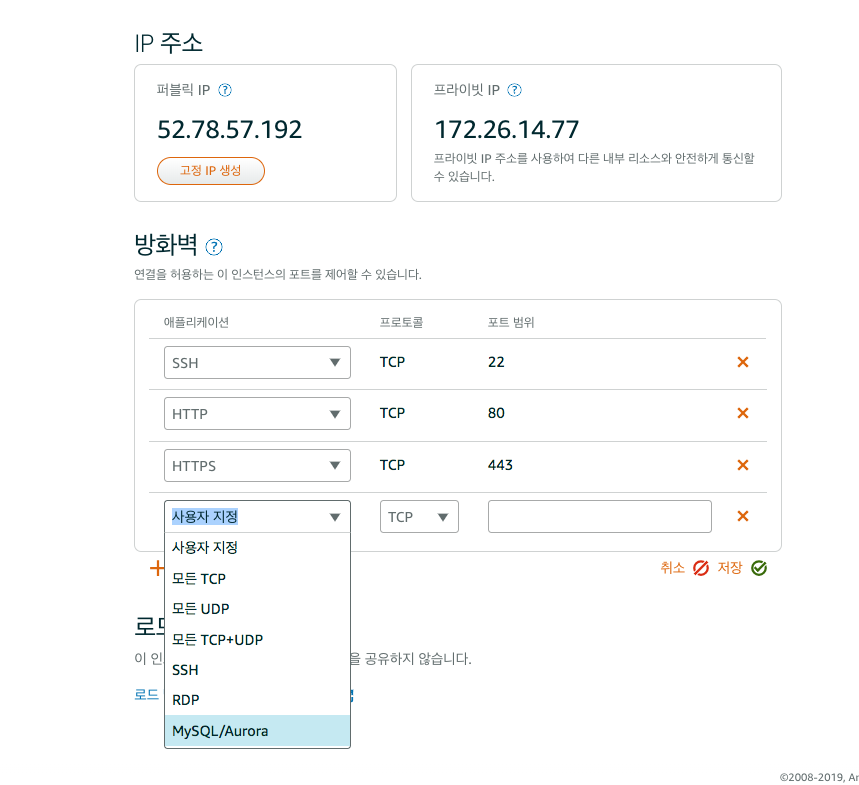 IP 주소
퍼블릭 IP ?
52.78.57.192
고정 IP 생성
프라이빗 IP ?
172.26.14.77
프라이빗 IP 주소를 사용하여 다른 내부 리소스와 안전하게 통신할
수 있습니다.
방화벽 ?
연결을 허용하는 이 인스턴스의 포트를 제어할 수 있습니다.
애플리케이션 프로토콜 포트 범위
SSH TCP 22
HTTP TCP 80
HTTPS TCP 443
사용자 지정 TCP
사용자 지정
모든 TCP
모든 UDP
모든 TCP+UDP
SSH
RDP
MySQL/Aurora
취소 저장
이 인 을 공유하지 않습니다.
로드
©2008-2019, Am